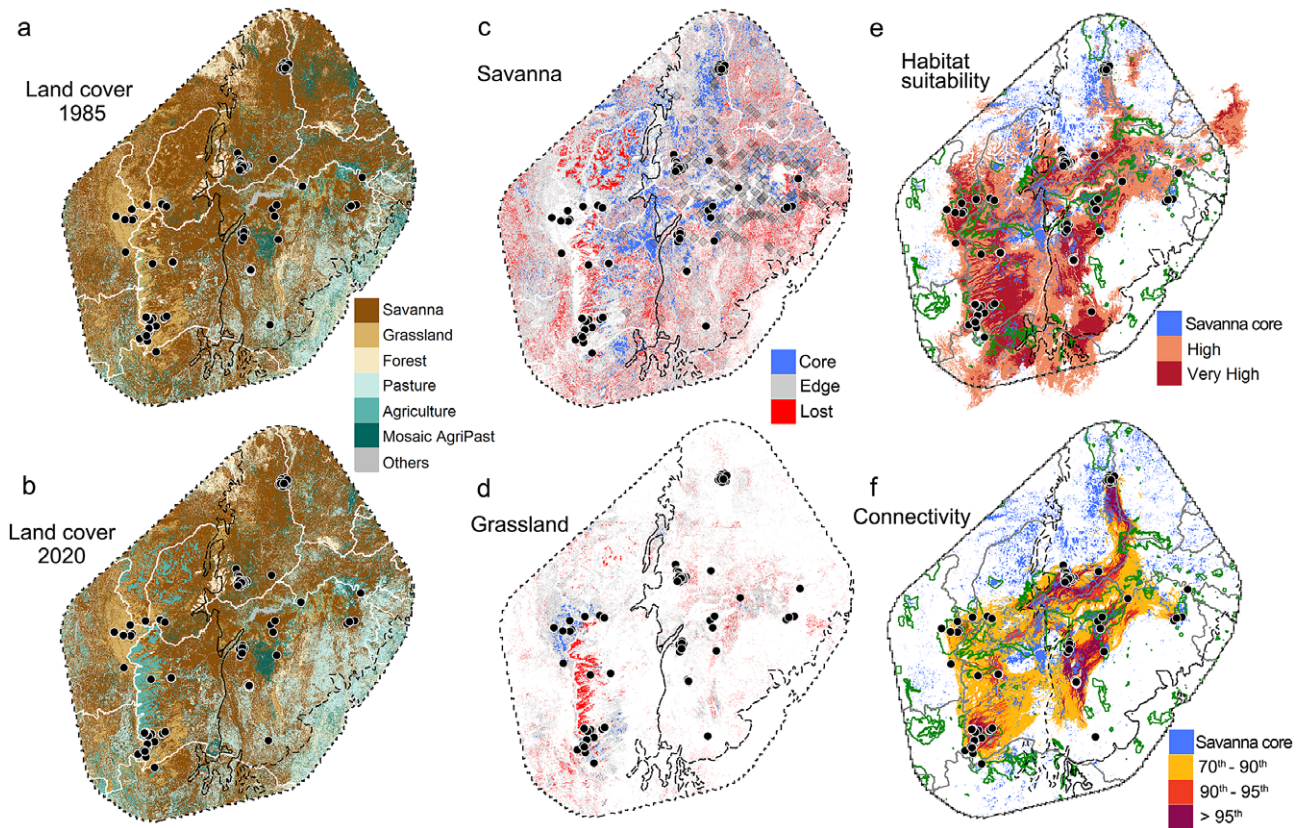 a
Land cover
1985
Savanna
Grassland
Forest
Pasture
Agriculture
Mosaic AgriPast
Others
b
Land cover
2020
c
Savanna
Core
Edge
Lost
d
Grassland
e
Habitat
suitability
Savanna core
High
Very High
f
Connectivity
Savanna core
70th - 90th
90th - 95th
> 95th